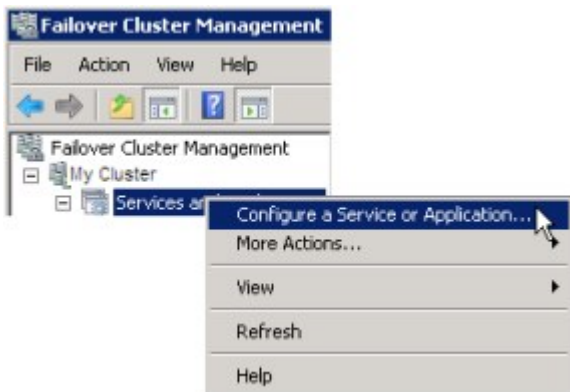 Failover Cluster Management
File Action View Help
Failover Cluster Management
My Cluster
Services
Configure a Service or Application...
More Actions...
View
Refresh
Help